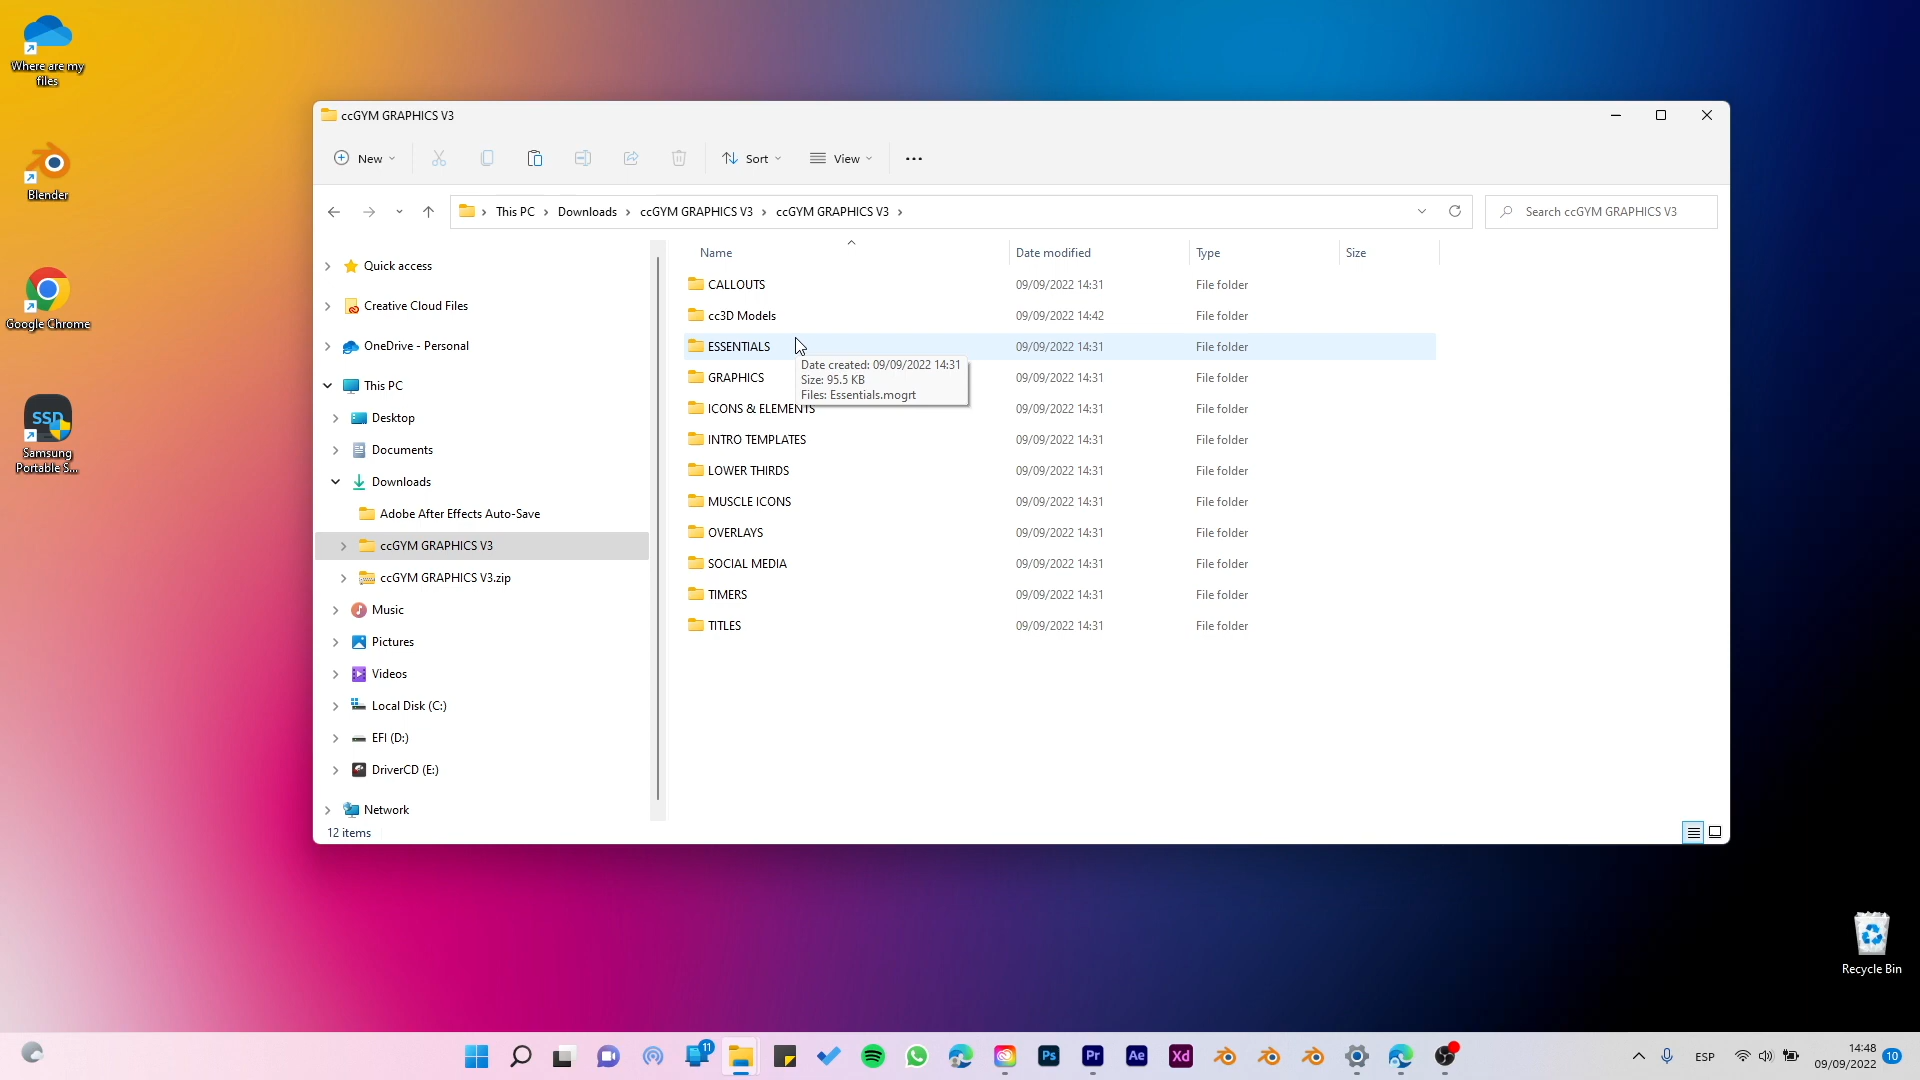 Where are my
files
Blender
Google Chrome
SSD
Samsung
Portable S...
ccGYM GRAPHICS V3
New
Sort
View
This PC
Downloads
ccGYM GRAPHICS V3
ccGYM GRAPHICS V3
Search ccGYM GRAPHICS V3
Quick access
Creative Cloud Files
OneDrive - Personal
This PC
Desktop
Documents
Downloads
Adobe After Effects Auto-Save
ccGYM GRAPHICS V3
ccGYM GRAPHICS V3.zip
Music
Pictures
Videos
Local Disk (C:)
EFI (D:)
DriverCD (E:)
Network
12 items
Name Date modified Type Size
CALLOUTS 09/09/2022 14:31 File folder
cc3D Models 09/09/2022 14:42 File folder
ESSENTIALS 09/09/2022 14:31 File folder
GRAPHICS 09/09/2022 14:31 File folder
ICONS & ELEMENTS 09/09/2022 14:31 File folder
INTRO TEMPLATES 09/09/2022 14:31 File folder
LOWER THIRDS 09/09/2022 14:31 File folder
MUSCLE ICONS 09/09/2022 14:31 File folder
OVERLAYS 09/09/2022 14:31 File folder
SOCIAL MEDIA 09/09/2022 14:31 File folder
TIMERS 09/09/2022 14:31 File folder
TITLES 09/09/2022 14:31 File folder
Date created: 09/09/2022 14:31
Size: 95.5 KB
Files: Essentials.mogrt
Recycle Bin
11
Ps
Pr
Ae
Xd
ESP
14:48
09/09/2022
10